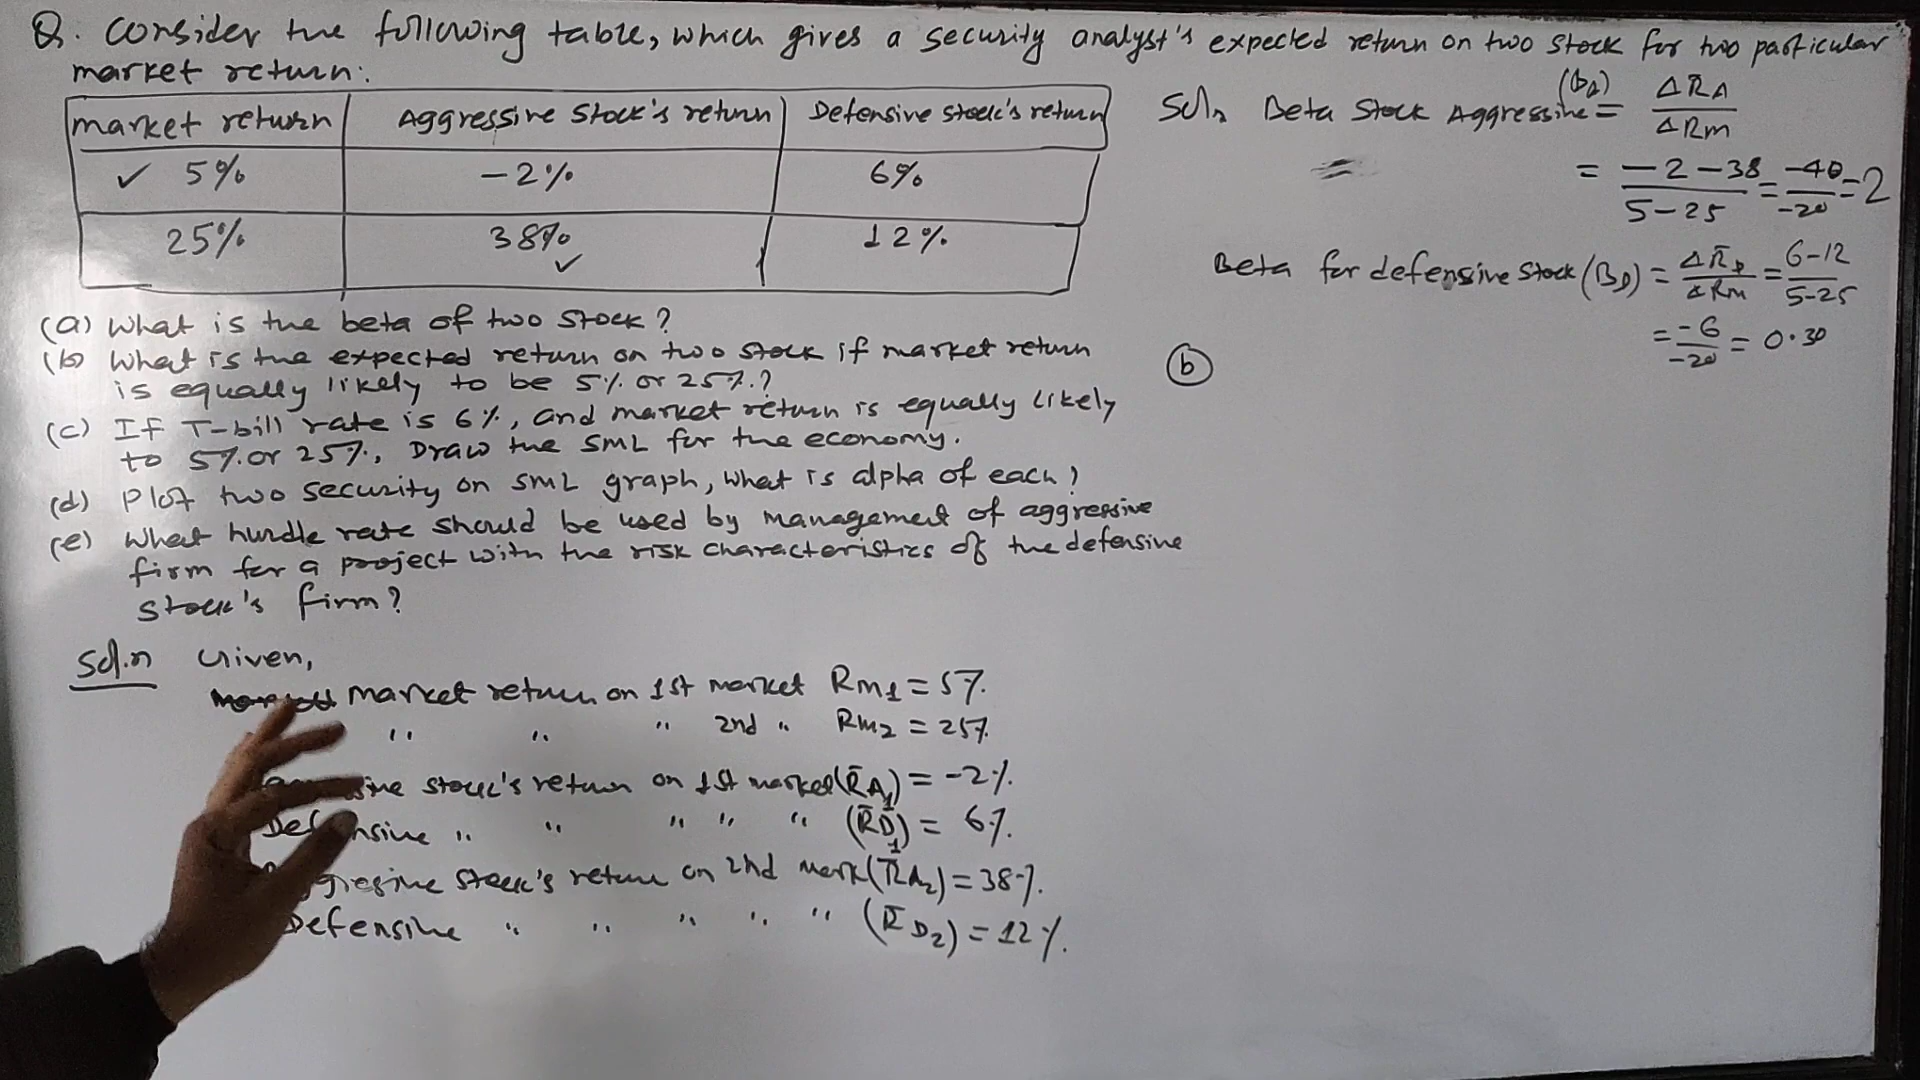 Q. Consider the following table, which gives a security analyst's expected return on two stock for two particular
market return:
market return | Aggressive stock's return | Defensive stock's return
✓ 5% | -2% | 6%
25% | 38% ✓ | 12%
(a) What is the beta of two stock?
(b) What is the expected return on two stock if market return
is equally likely to be 5% or 25%?
(c) If T-bill rate is 6%, and market return is equally likely
to 5% or 25%, Draw the SML for the economy.
(d) Plot two security on SML graph, what is alpha of each?
(e) What hurdle rate should be used by management of aggressive
firm for a project with the risk characteristics of the defensive
stock's firm?
Sol.n Given,
market return on 1st market Rm1 = 5%
" " " 2nd " Rm2 = 25%
stock's return on 1st market (R̄A1) = -2%.
" " " " " (R̄D1) = 6%.
stock's return on 2nd mark (R̄A2) = 38%.
Defensive " " " " " (R̄D2) = 12%.
Soln Beta Stock Aggressive (BA) = ΔR̄A / ΔRm
= -2-38 / 5-25 = -40 / -20 = 2
Beta for defensive stock (BD) = ΔR̄D / ΔRm = 6-12 / 5-25
= -6 / -20 = 0.30
(b)